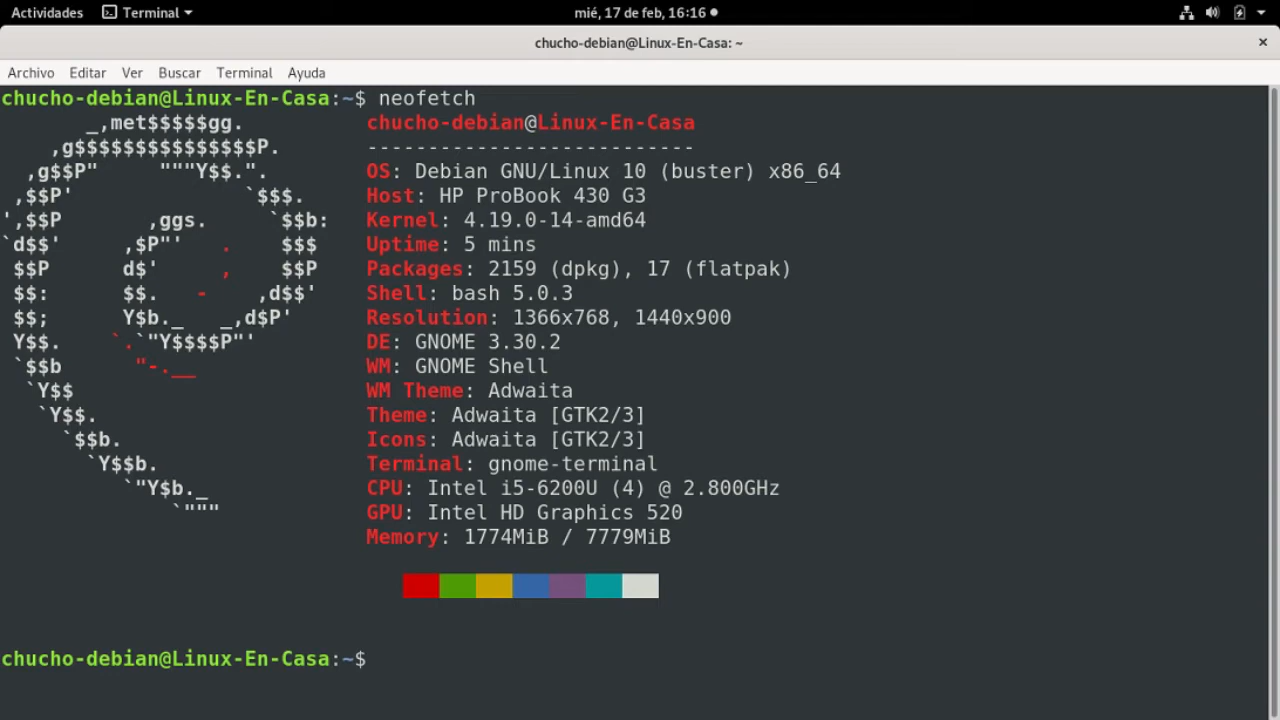 Actividades Terminal mié, 17 de feb, 16:16
chucho-debian@Linux-En-Casa: ~
Archivo Editar Ver Buscar Terminal Ayuda
chucho-debian@Linux-En-Casa:~$ neofetch
_,met$$$$$gg. chucho-debian@Linux-En-Casa
,g$$$$$$$$$$$$$$$P. ---------------------------
,g$$P" """Y$$.". OS: Debian GNU/Linux 10 (buster) x86_64
,$$P' `$$$. Host: HP ProBook 430 G3
',$$P ,ggs. `$$b: Kernel: 4.19.0-14-amd64
`d$$' ,$P"' . $$$ Uptime: 5 mins
$$P d$' , $$P Packages: 2159 (dpkg), 17 (flatpak)
$$: $$. - ,d$$' Shell: bash 5.0.3
$$; Y$b._ _,d$P' Resolution: 1366x768, 1440x900
Y$$. `.`"Y$$$$P"' DE: GNOME 3.30.2
`$$b "-.__ WM: GNOME Shell
`Y$$ WM Theme: Adwaita
`Y$$. Theme: Adwaita [GTK2/3]
`$$b. Icons: Adwaita [GTK2/3]
`Y$$b. Terminal: gnome-terminal
`"Y$b._ CPU: Intel i5-6200U (4) @ 2.800GHz
`""" GPU: Intel HD Graphics 520
Memory: 1774MiB / 7779MiB
chucho-debian@Linux-En-Casa:~$